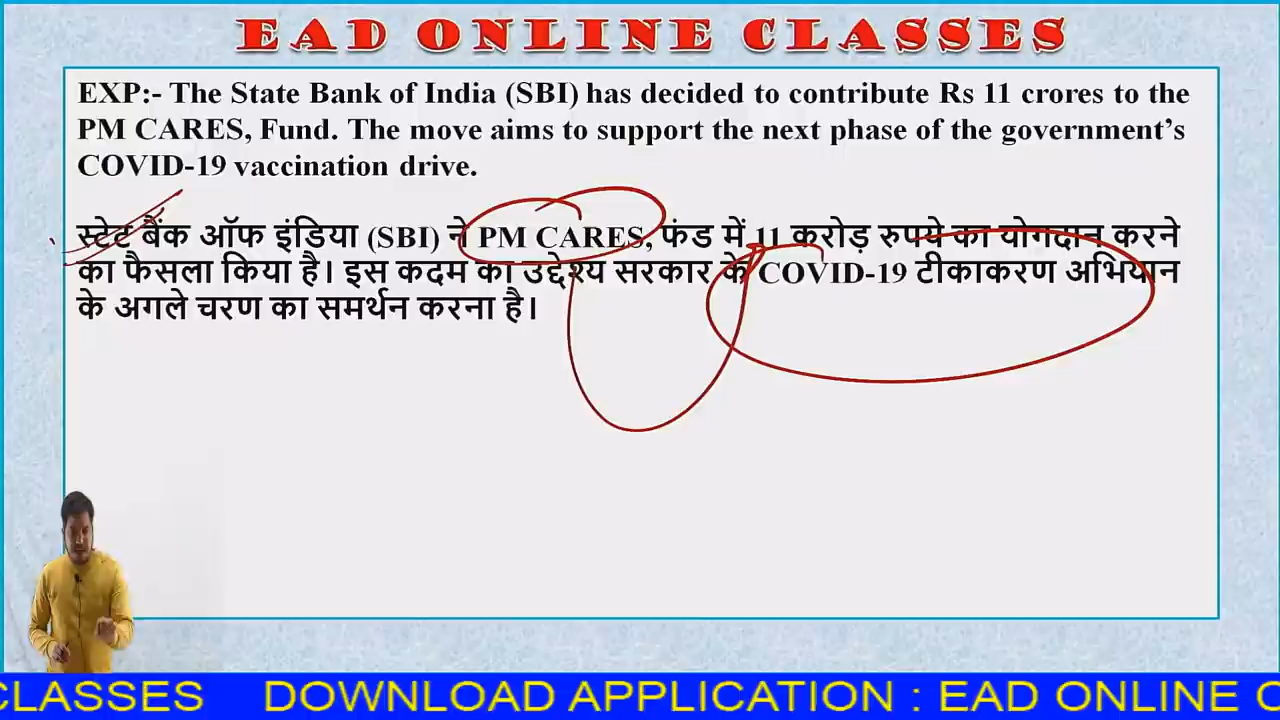 EAD ONLINE CLASSES
EXP:- The State Bank of India (SBI) has decided to contribute Rs 11 crores to the
PM CARES, Fund. The move aims to support the next phase of the government's
COVID-19 vaccination drive.
स्टेट बैंक ऑफ इंडिया (SBI) ने PM CARES, फंड में 11 करोड़ रुपये का योगदान करने
का फैसला किया है। इस कदम का उद्देश्य सरकार के COVID-19 टीकाकरण अभियान
के अगले चरण का समर्थन करना है।
CLASSES DOWNLOAD APPLICATION : EAD ONLINE C